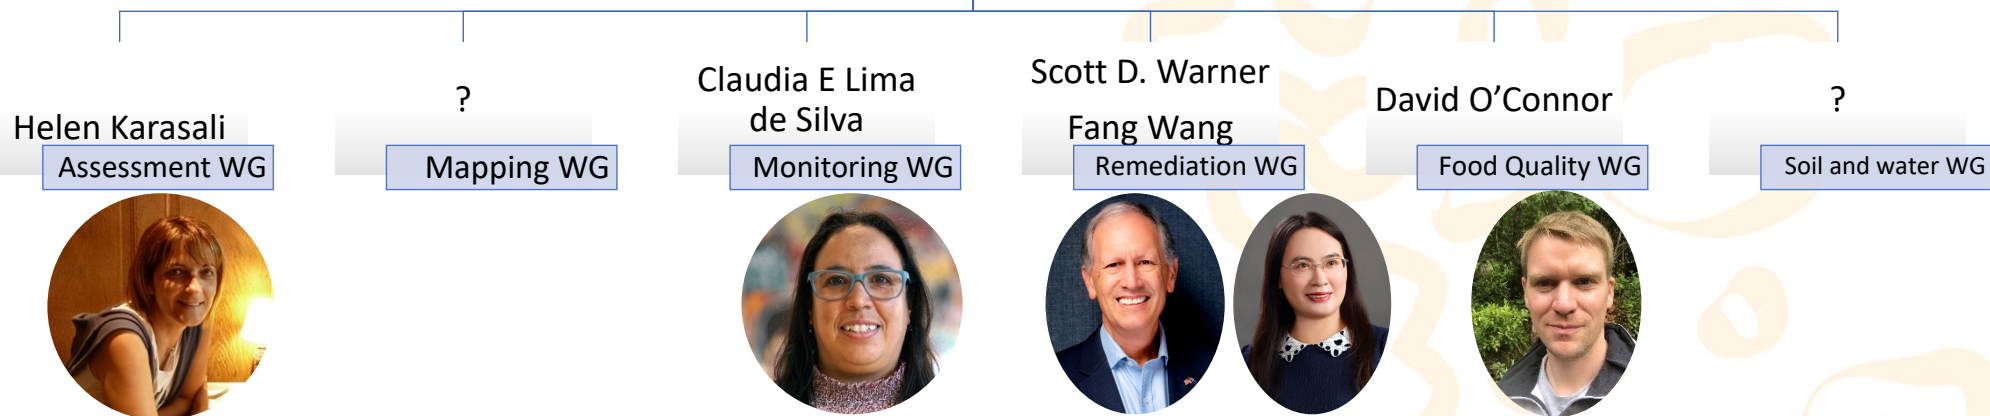 Helen Karasali
Assessment WG
?
Mapping WG
Claudia E Lima
de Silva
Monitoring WG
Scott D. Warner
Fang Wang
Remediation WG
David O’Connor
Food Quality WG
?
Soil and water WG